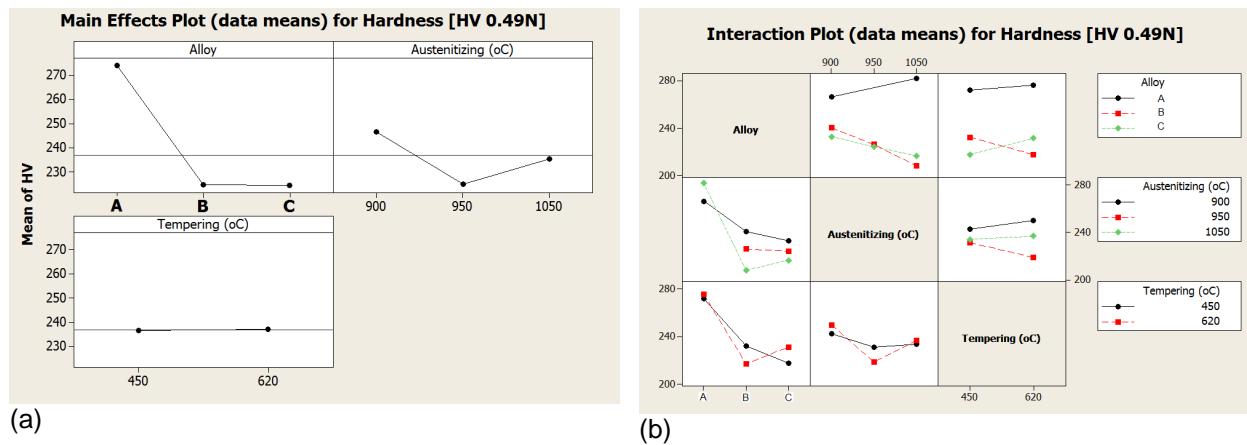 Main Effects Plot (data means) for Hardness [HV 0.49N]
Alloy Austenitizing (oC)
270
260
250
240
230
Mean of HV
A B C 900 950 1050
Tempering (oC)
270
260
250
240
230
450 620
(a)
Interaction Plot (data means) for Hardness [HV 0.49N]
900 950 1050
280
240
200
Alloy
Alloy
A
B
C
Austenitizing (oC)
280
240
200
Austenitizing (oC)
900
950
1050
280
240
200
Tempering (oC)
Tempering (oC)
450
620
A B C 450 620
(b)